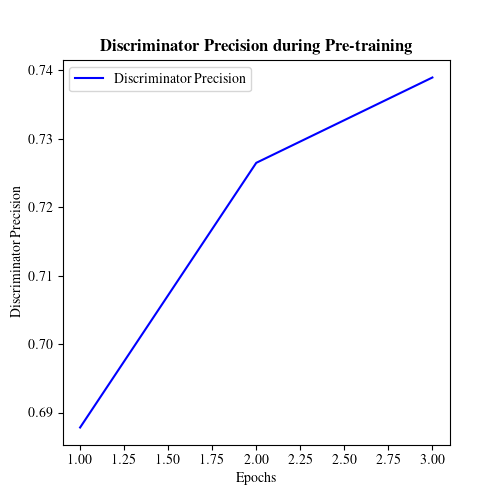 Discriminator Precision during Pre-training
Discriminator Precision
0.74
0.73
0.72
0.71
0.70
0.69
Discriminator Precision
1.00 1.25 1.50 1.75 2.00 2.25 2.50 2.75 3.00
Epochs